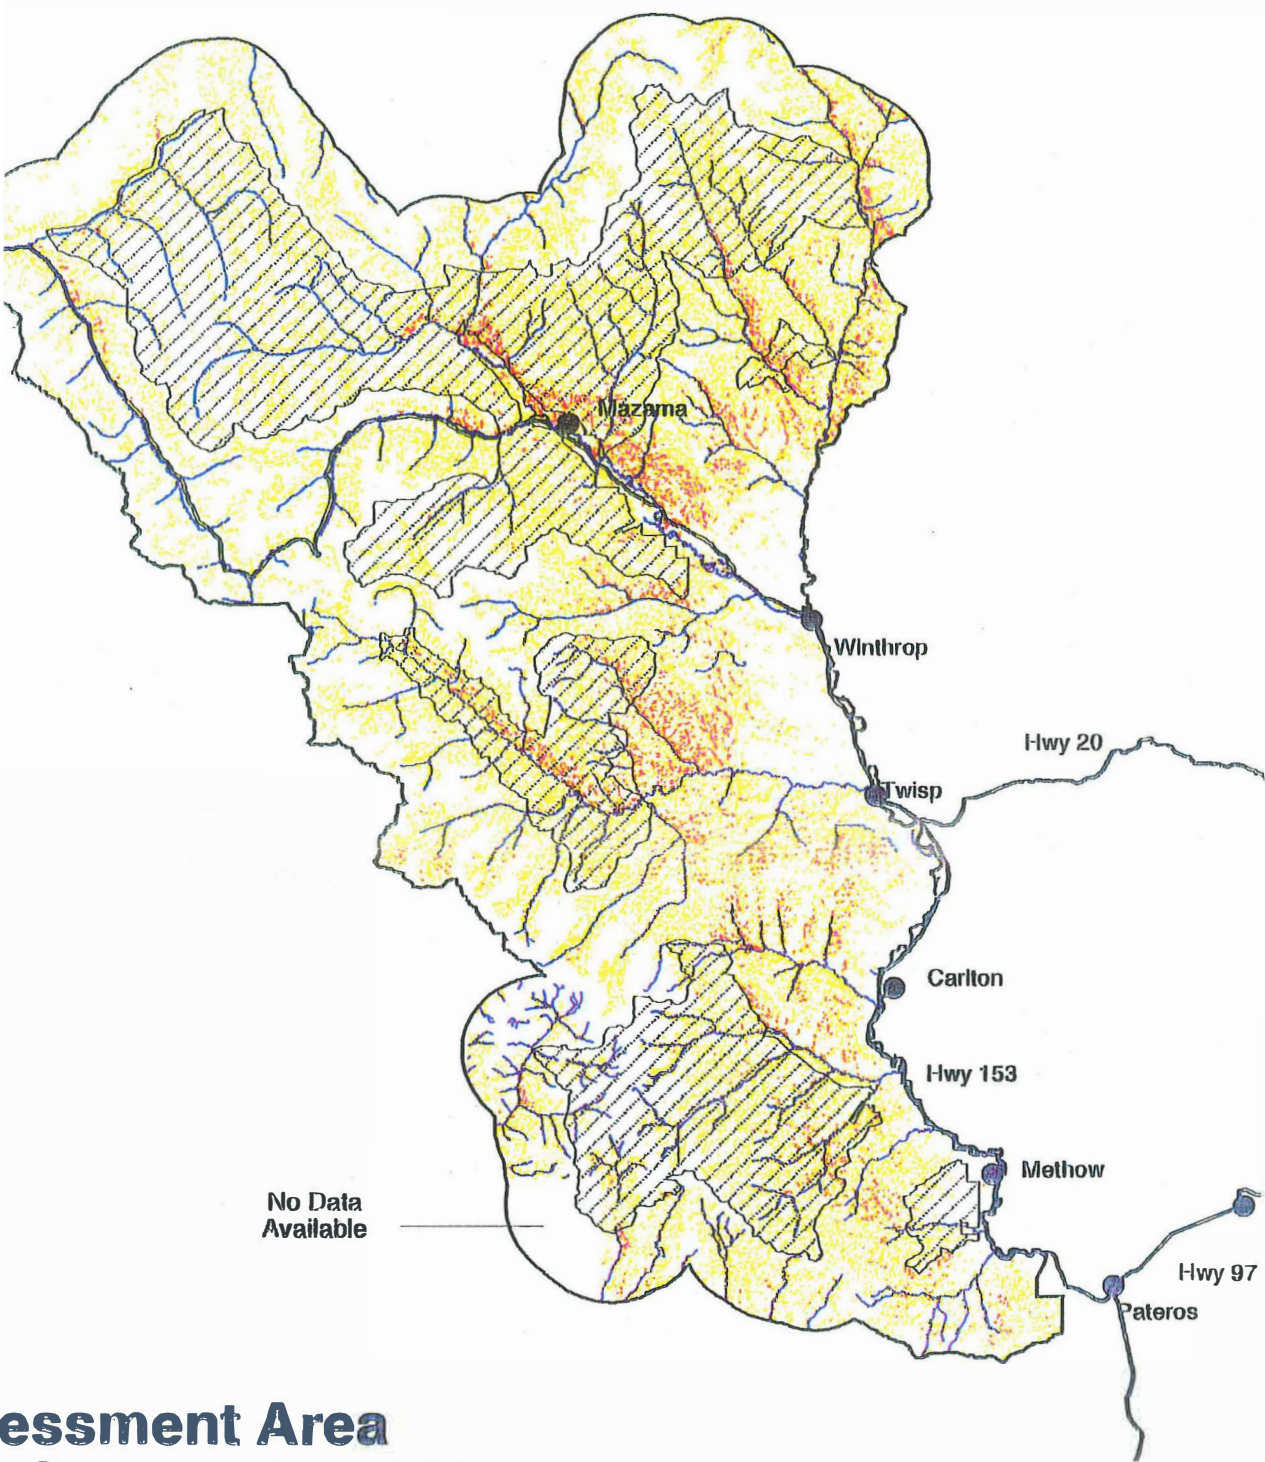 Mazama
Winthrop
Hwy 20
Twisp
Carlton
Hwy 153
Methow
No Data
Available
Hwy 97
Pateros
essment Area